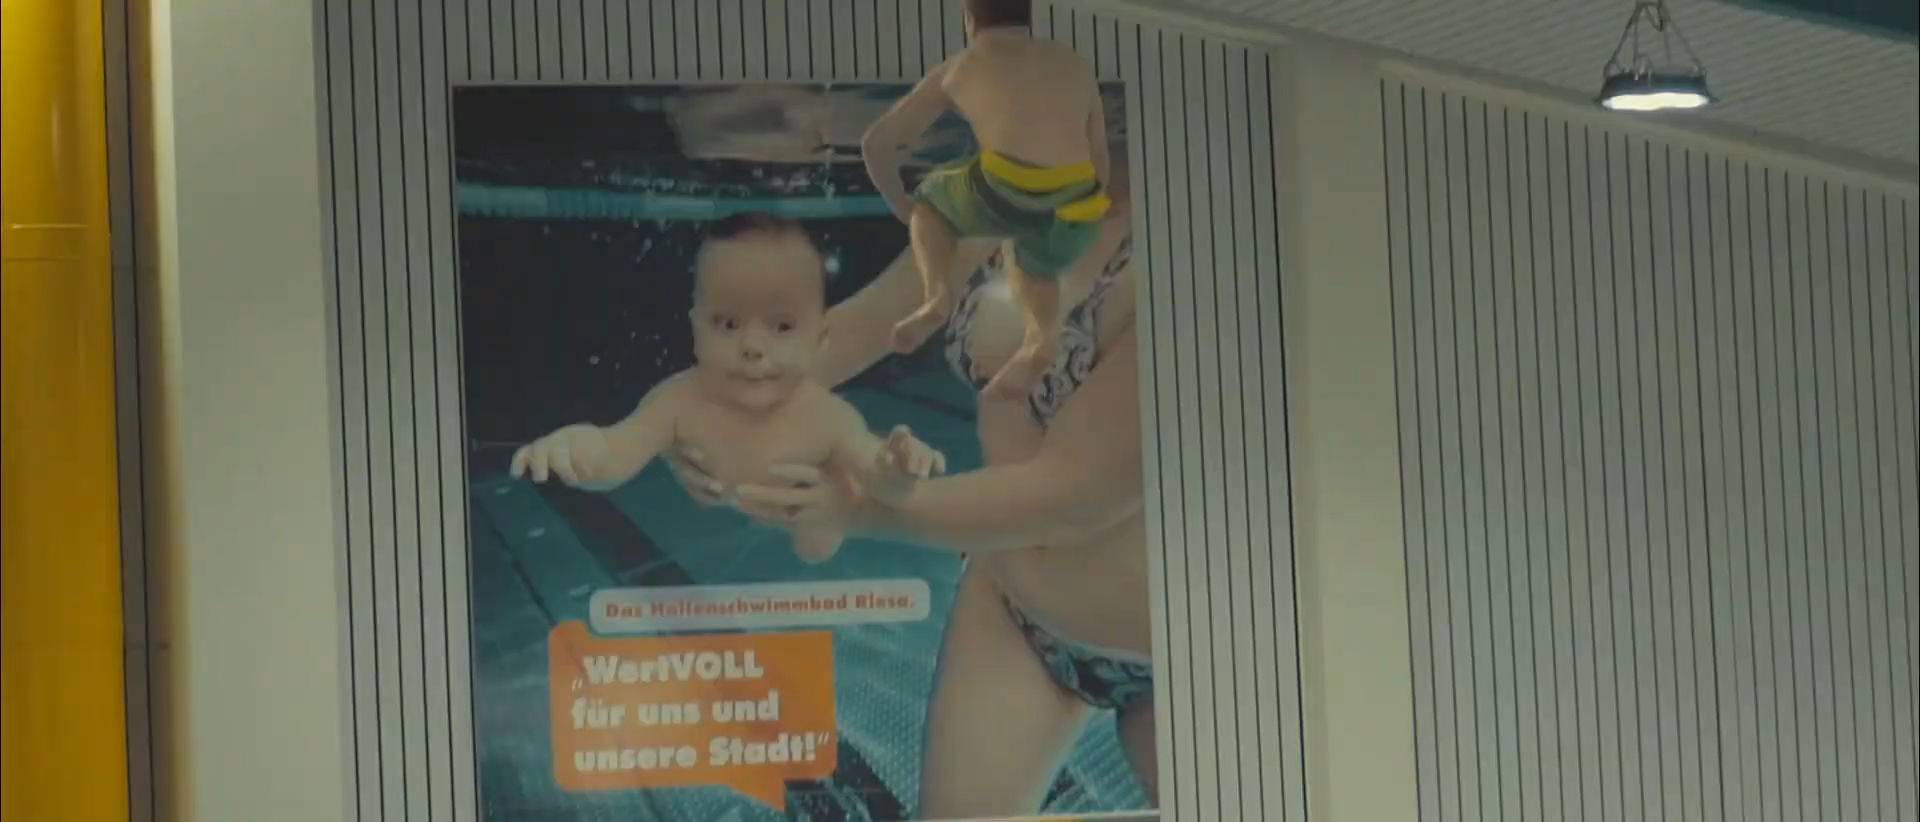 Das Hallenschwimmbad Riesa.
„WertVOLL
für uns und
unsere Stadt!“